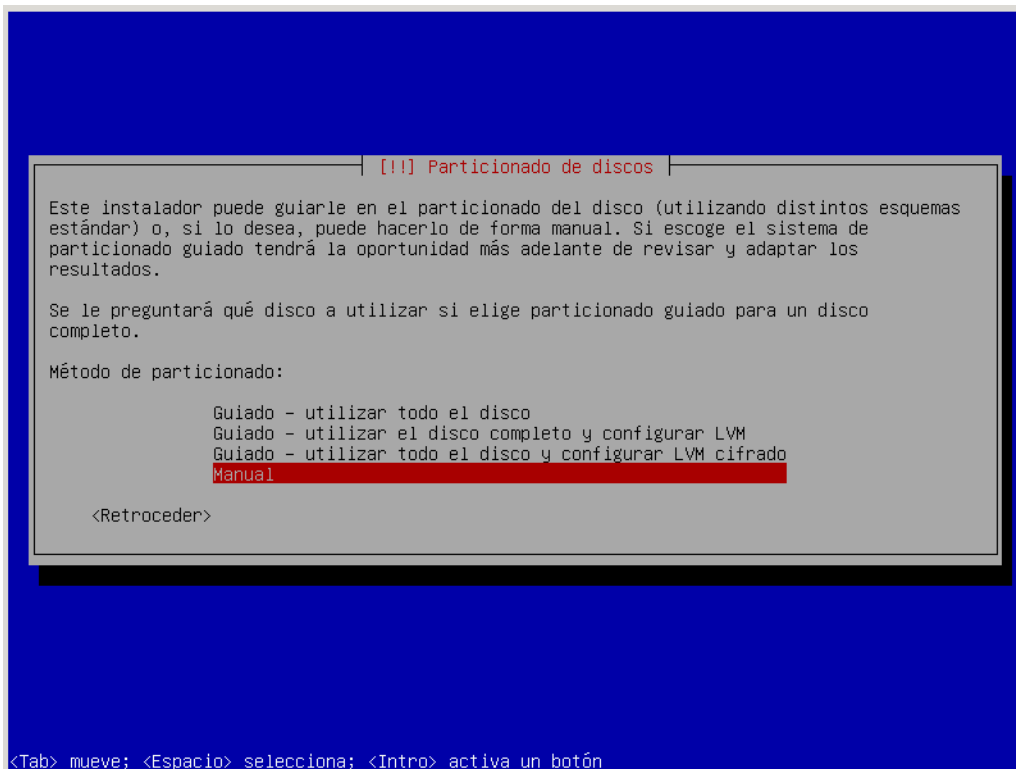 [!!] Particionado de discos
Este instalador puede guiarle en el particionado del disco (utilizando distintos esquemas
estándar) o, si lo desea, puede hacerlo de forma manual. Si escoge el sistema de
particionado guiado tendrá la oportunidad más adelante de revisar y adaptar los
resultados.
Se le preguntará qué disco a utilizar si elige particionado guiado para un disco
completo.
Método de particionado:
Guiado - utilizar todo el disco
Guiado - utilizar el disco completo y configurar LVM
Guiado - utilizar todo el disco y configurar LVM cifrado
Manual
<Retroceder>
<Tab> mueve; <Espacio> selecciona; <Intro> activa un botón